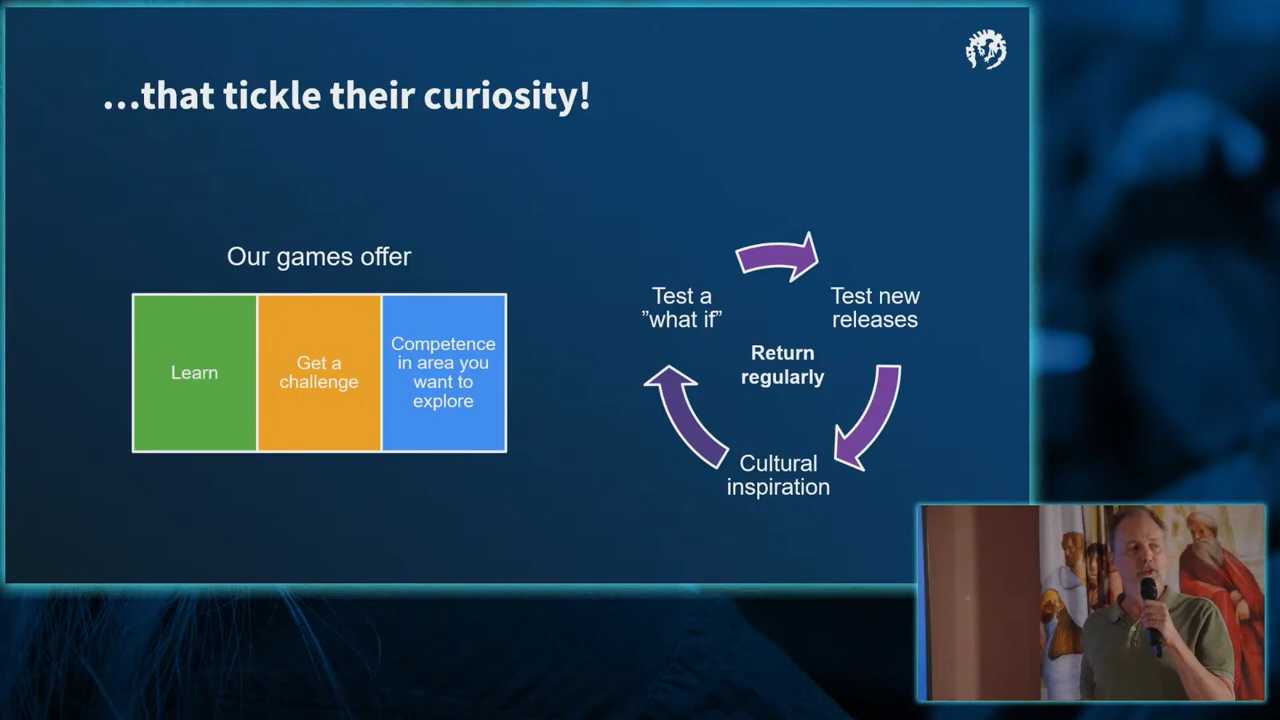 ...that tickle their curiosity!
Our games offer
Learn
Get a
challenge
Competence
in area you
want to
explore
Test a
”what if”
Test new
releases
Return
regularly
Cultural
inspiration